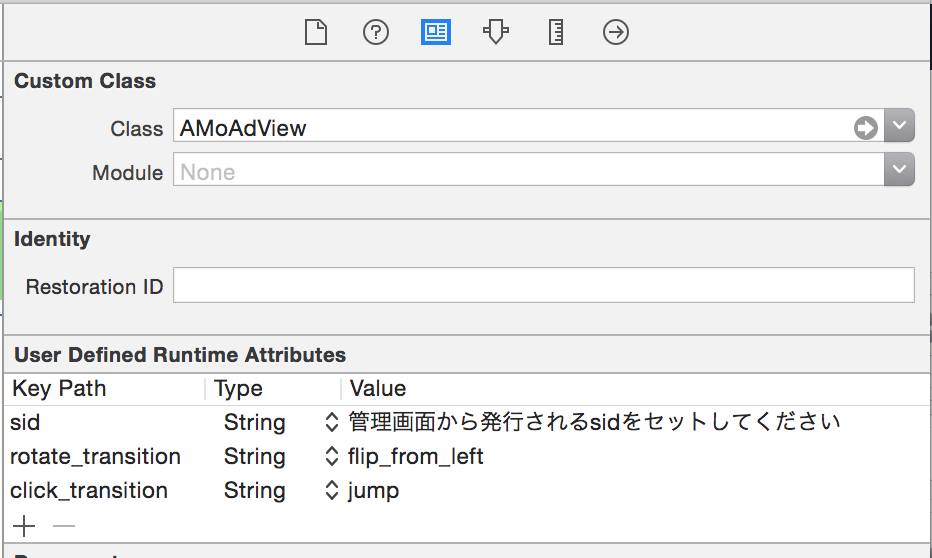 Custom Class
Class AMoAdView
Module None
Identity
Restoration ID
User Defined Runtime Attributes
Key Path Type Value
sid String 管理画面から発行されるsidをセットしてください
rotate_transition String flip_from_left
click_transition String jump